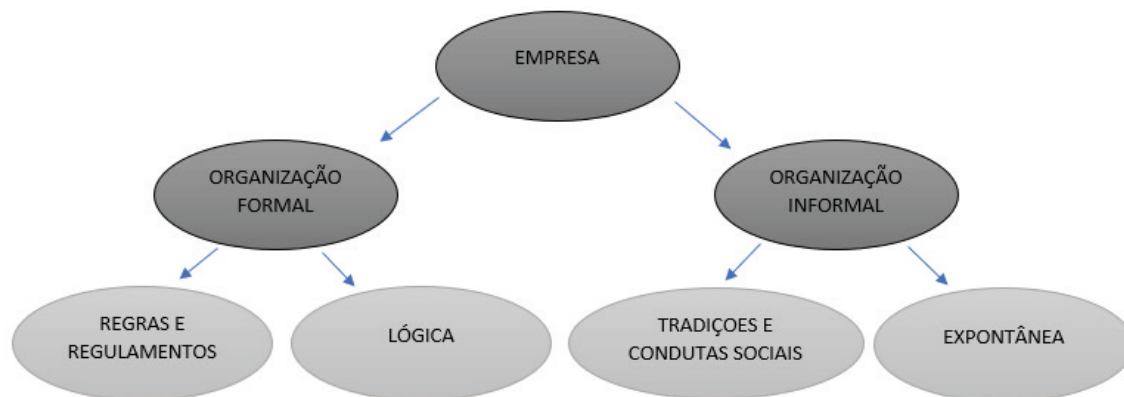 EMPRESA
ORGANIZAÇÃO
FORMAL
ORGANIZAÇÃO
INFORMAL
REGRAS E
REGULAMENTOS
LÓGICA
TRADIÇOES E
CONDUTAS SOCIAIS
EXPONTÂNEA